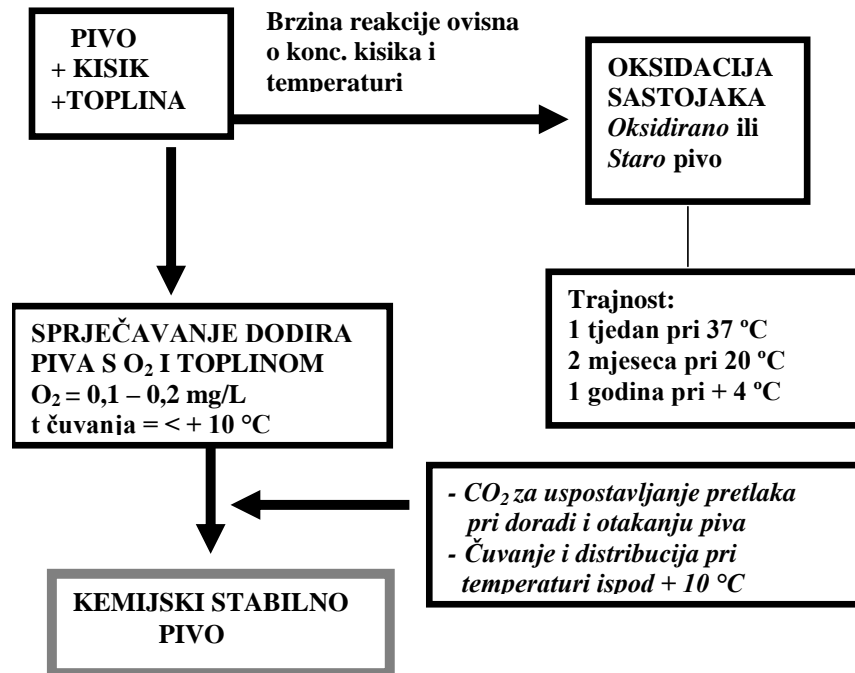 PIVO
+ KISIK
+TOPLINA
Brzina reakcije ovisna
o konc. kisika i
temperaturi
OKSIDACIJA
SASTOJAKA
Oksidirano ili
Staro pivo
Trajnost:
1 tjedan pri 37 ºC
2 mjeseca pri 20 ºC
1 godina pri + 4 ºC
SPRJEČAVANJE DODIRA
PIVA S O₂ I TOPLINOM
O₂ = 0,1 – 0,2 mg/L
t čuvanja = < + 10 °C
- CO₂ za uspostavljanje pretlaka
pri doradi i otakanju piva
- Čuvanje i distribucija pri
temperaturi ispod + 10 °C
KEMIJSKI STABILNO
PIVO